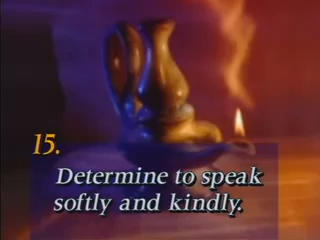 15.
Determine to speak
softly and kindly.